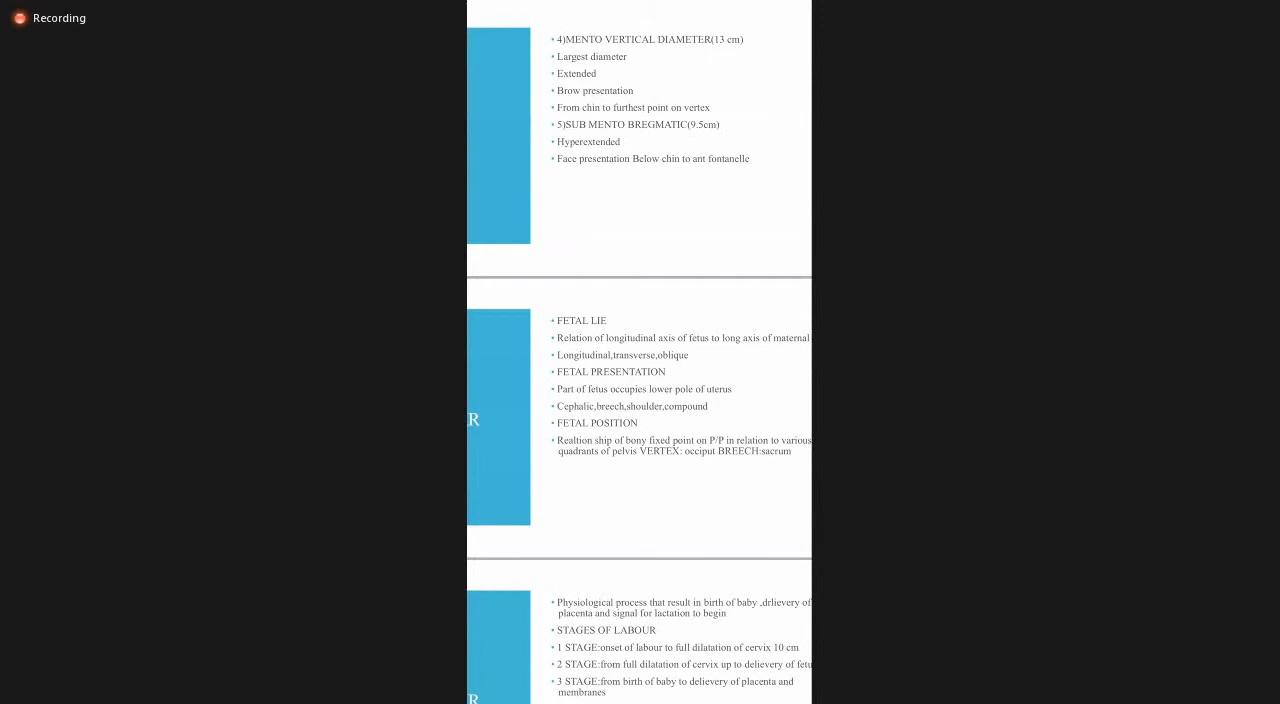 Recording
• 4)MENTO VERTICAL DIAMETER(13 cm)
• Largest diameter
• Extended
• Brow presentation
• From chin to furthest point on vertex
• 5)SUB MENTO BREGMATIC(9.5cm)
• Hyperextended
• Face presentation Below chin to ant fontanelle
R
• FETAL LIE
• Relation of longitudinal axis of fetus to long axis of maternal
• Longitudinal,transverse,oblique
• FETAL PRESENTATION
• Part of fetus occupies lower pole of uterus
• Cephalic,breech,shoulder,compound
• FETAL POSITION
• Realtion ship of bony fixed point on P/P in relation to various
quadrants of pelvis VERTEX: occiput BREECH:sacrum
R
• Physiological process that result in birth of baby ,drlievery of
placenta and signal for lactation to begin
• STAGES OF LABOUR
• 1 STAGE:onset of labour to full dilatation of cervix 10 cm
• 2 STAGE:from full dilatation of cervix up to delievery of fetu
• 3 STAGE:from birth of baby to delievery of placenta and
membranes